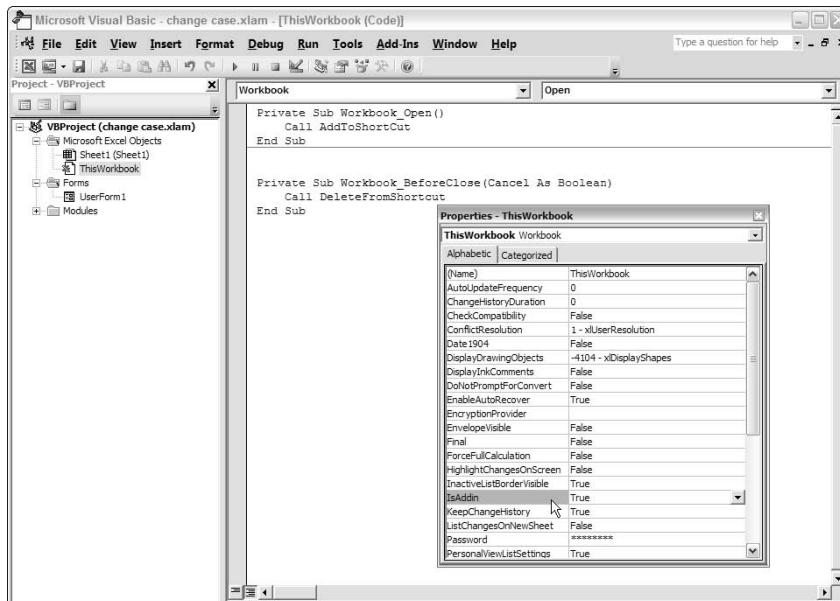 Microsoft Visual Basic - change case.xlam - [ThisWorkbook (Code)]
File Edit View Insert Format Debug Run Tools Add-Ins Window Help
Type a question for help
Project - VBProject
VBProject (change case.xlam)
Microsoft Excel Objects
Sheet1 (Sheet1)
ThisWorkbook
Forms
UserForm1
Modules
Workbook
Open
Private Sub Workbook_Open()
Call AddToShortCut
End Sub
Private Sub Workbook_BeforeClose(Cancel As Boolean)
Call DeleteFromShortcut
End Sub
Properties - ThisWorkbook
ThisWorkbook Workbook
Alphabetic Categorized
(Name) ThisWorkbook
AutoUpdateFrequency 0
ChangeHistoryDuration 0
CheckCompatibility False
ConflictResolution 1 - xlUserResolution
Date1904 False
DisplayDrawingObjects -4104 - xlDisplayShapes
DisplayInkComments False
DoNotPromptForConvert False
EnableAutoRecover True
EncryptionProvider
EnvelopeVisible False
Final False
ForceFullCalculation False
HighlightChangesOnScreen False
InactiveListBorderVisible True
IsAddin True
KeepChangeHistory True
ListChangesOnNewSheet False
Password ********
PersonalViewListSettings True